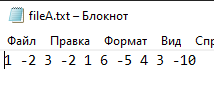 fileA.txt – Блокнот
Файл Правка Формат Вид Спр
1 -2 3 -2 1 6 -5 4 3 -10